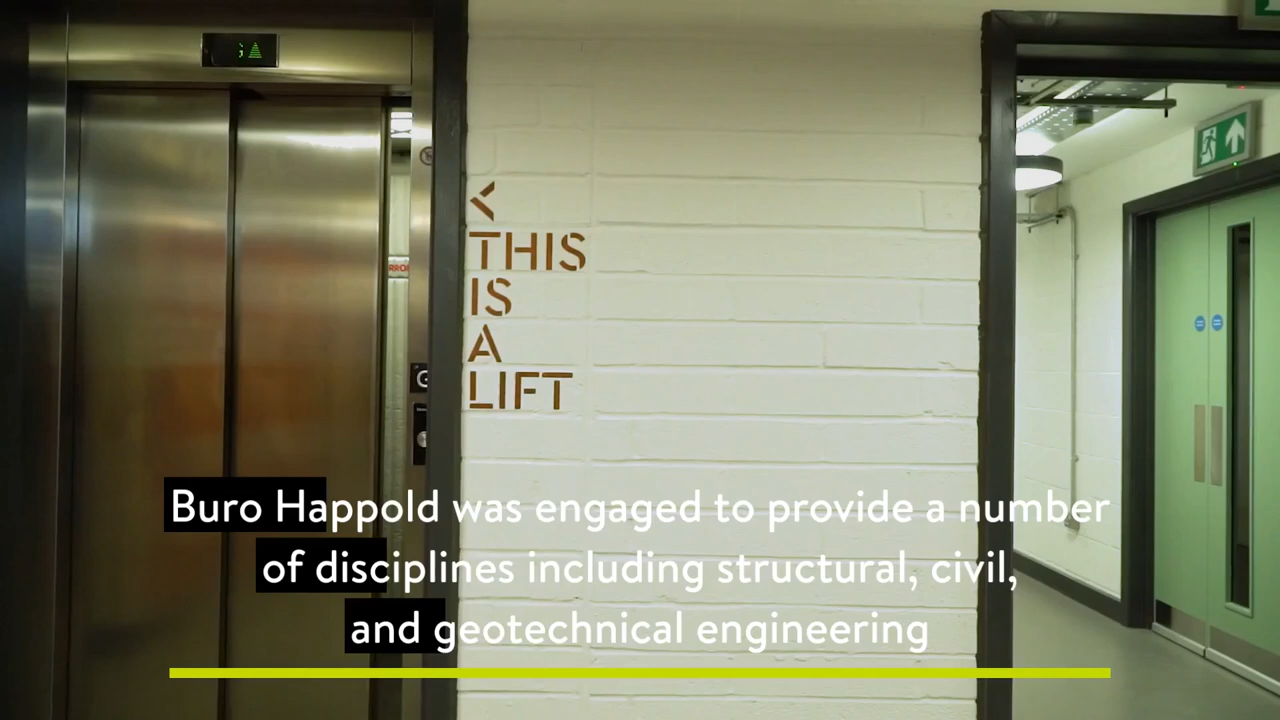 <
THIS
IS
A
LIFT
Buro Happold was engaged to provide a number
of disciplines including structural, civil,
and geotechnical engineering